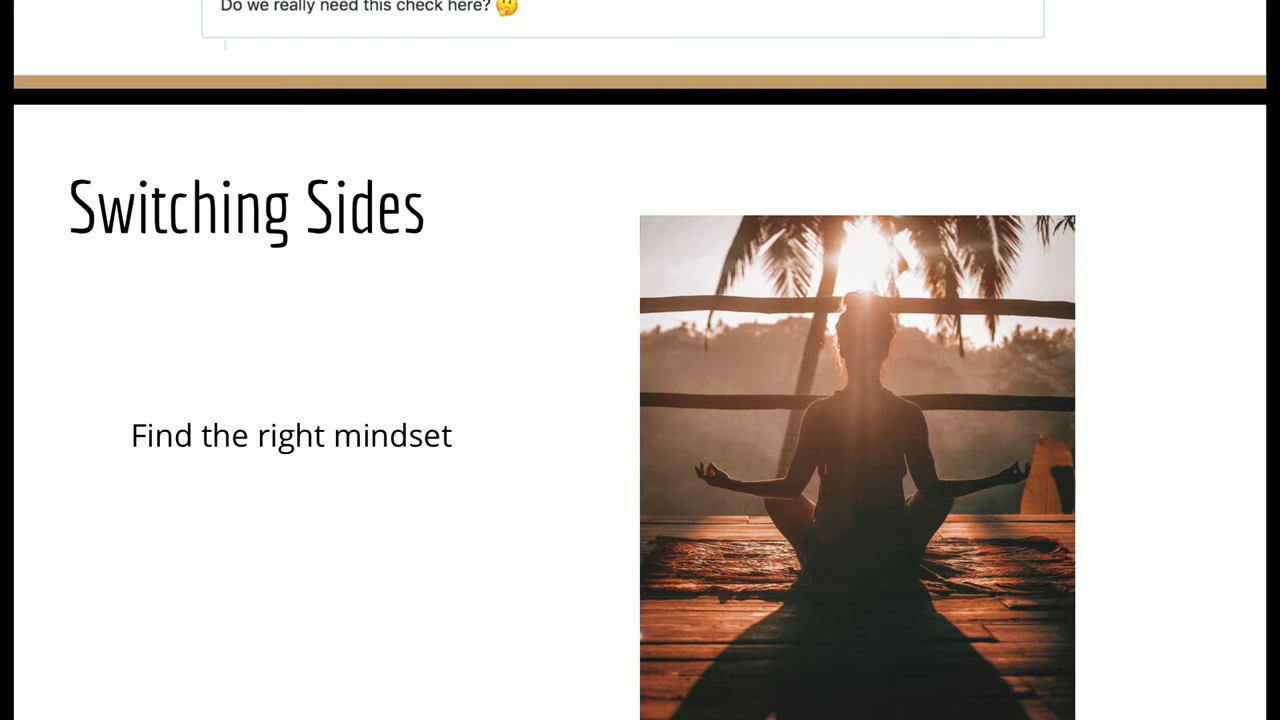 Do we really need this check here? 🤔
Switching Sides
Find the right mindset